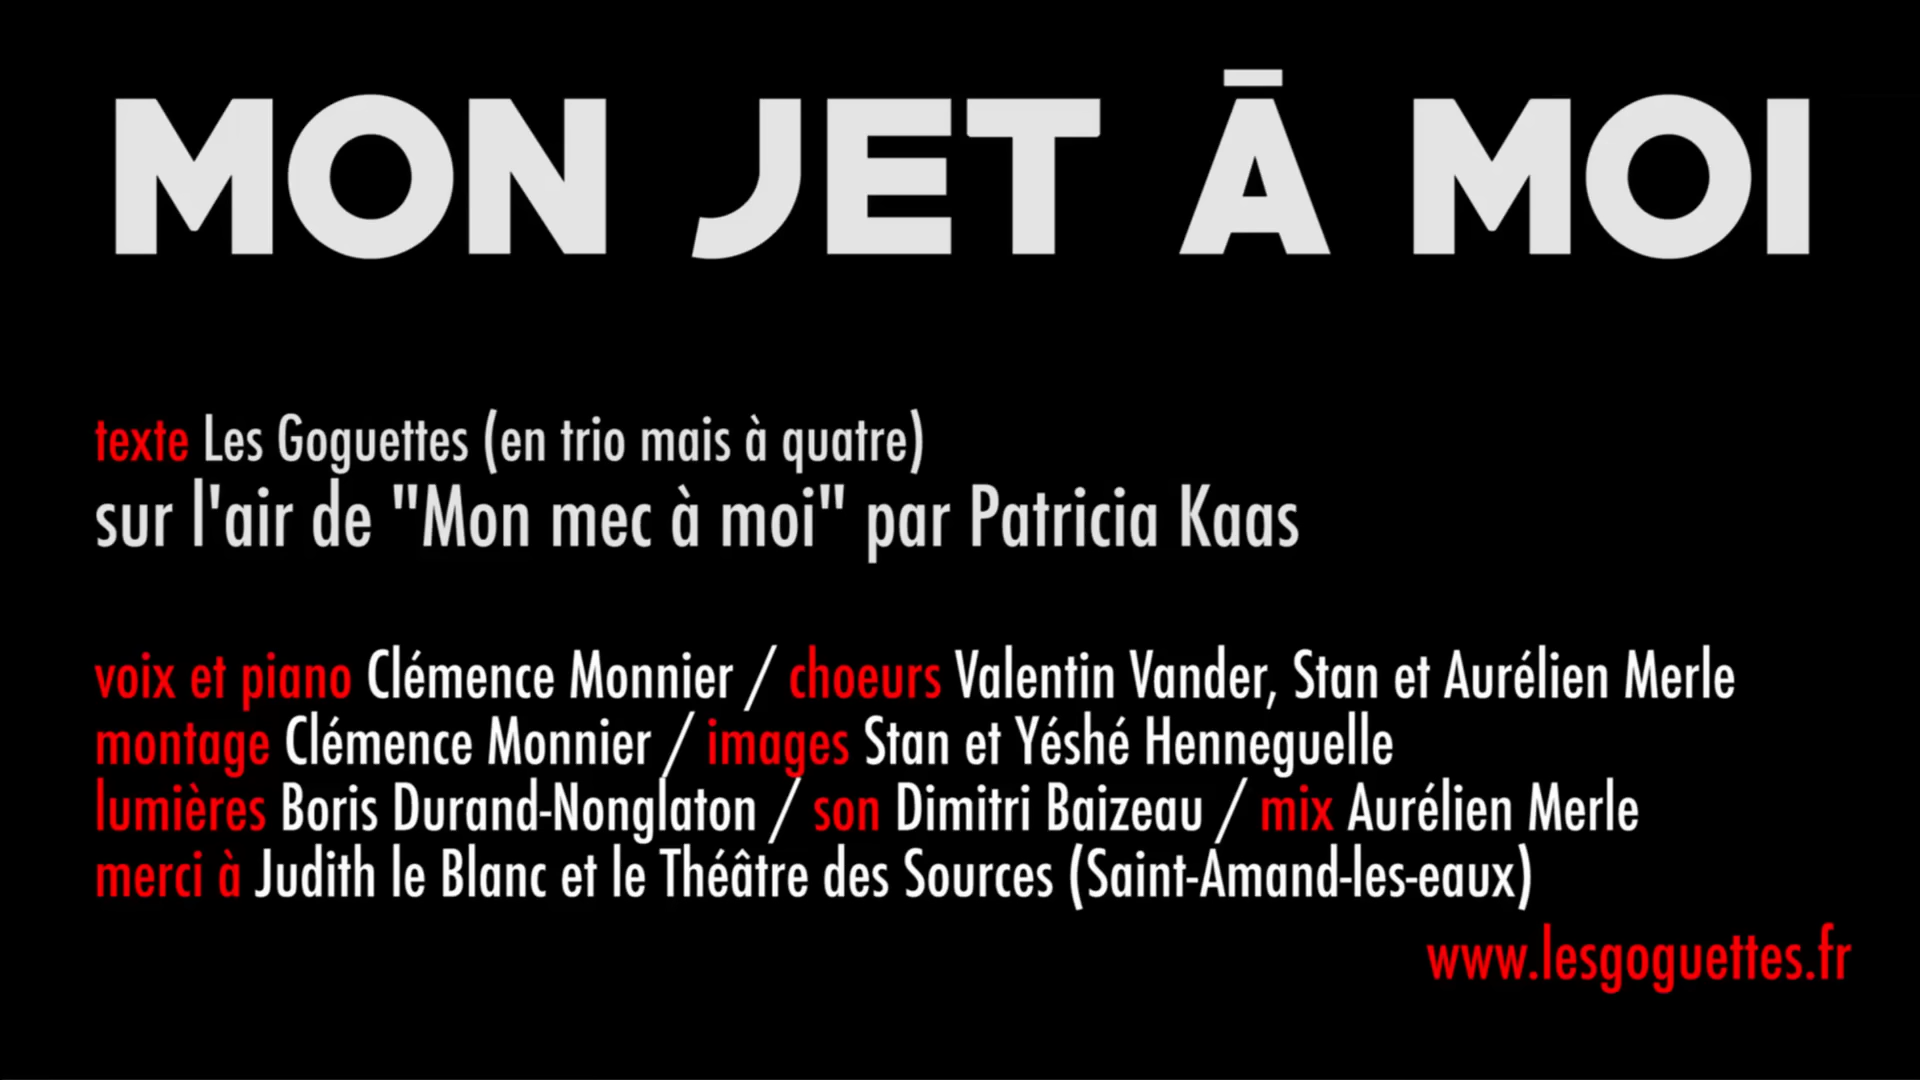 MON JET Ā MOI
texte Les Goguettes (en trio mais à quatre)
sur l'air de "Mon mec à moi" par Patricia Kaas
voix et piano Clémence Monnier / choeurs Valentin Vander, Stan et Aurélien Merle
montage Clémence Monnier / images Stan et Yéshé Henneguelle
lumières Boris Durand-Nonglaton / son Dimitri Baizeau / mix Aurélien Merle
merci à Judith le Blanc et le Théâtre des Sources (Saint-Amand-les-eaux)
www.lesgoguettes.fr